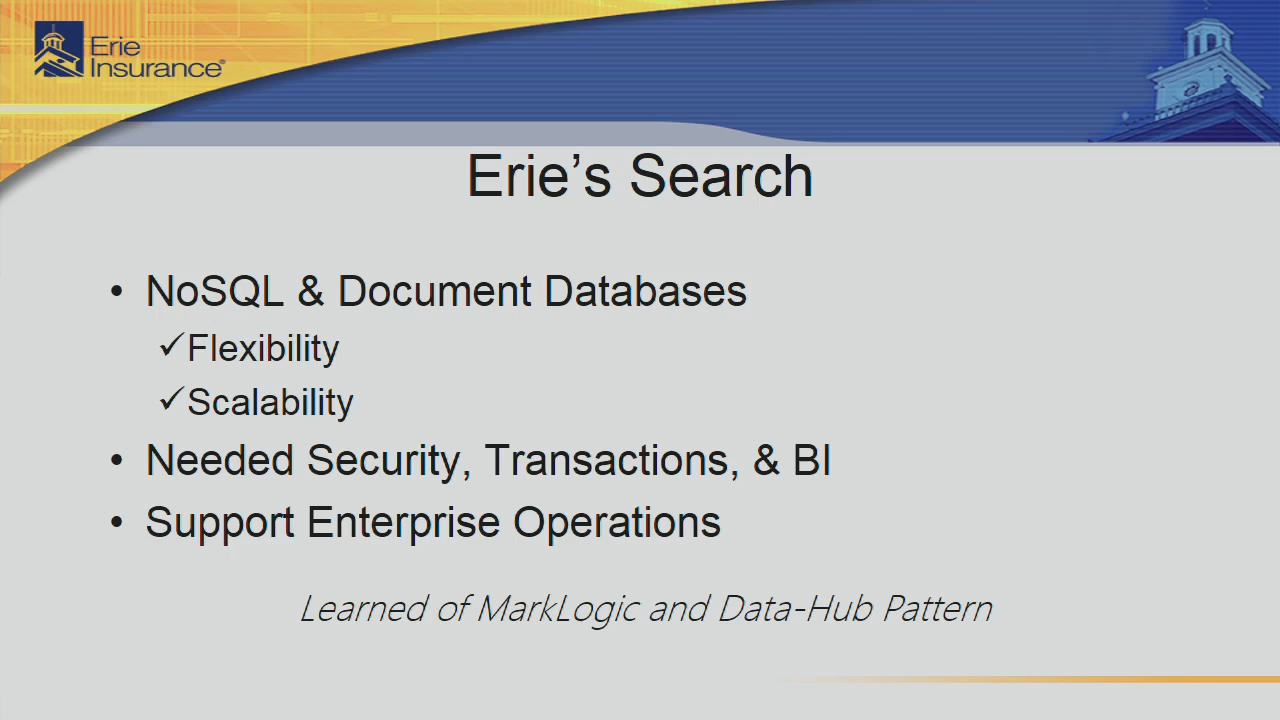 Erie
Insurance®
Erie’s Search
• NoSQL & Document Databases
✓Flexibility
✓Scalability
• Needed Security, Transactions, & BI
• Support Enterprise Operations
Learned of MarkLogic and Data-Hub Pattern